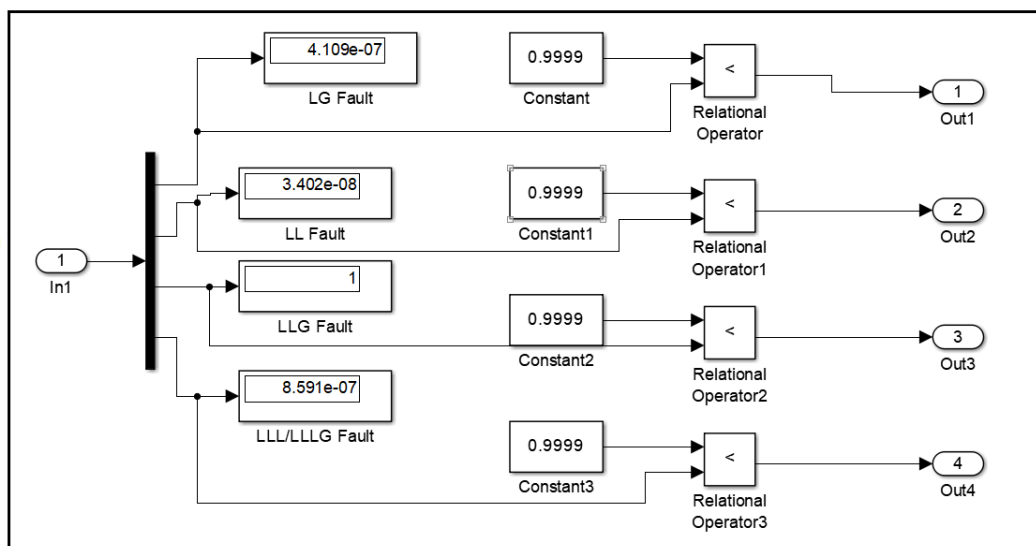 4.109e-07
LG Fault
0.9999
Constant
<
Relational
Operator
1
Out1
3.402e-08
LL Fault
0.9999
Constant1
<
Relational
Operator1
2
Out2
1
In1
1
LLG Fault
0.9999
Constant2
<
Relational
Operator2
3
Out3
8.591e-07
LLL/LLLG Fault
0.9999
Constant3
<
Relational
Operator3
4
Out4